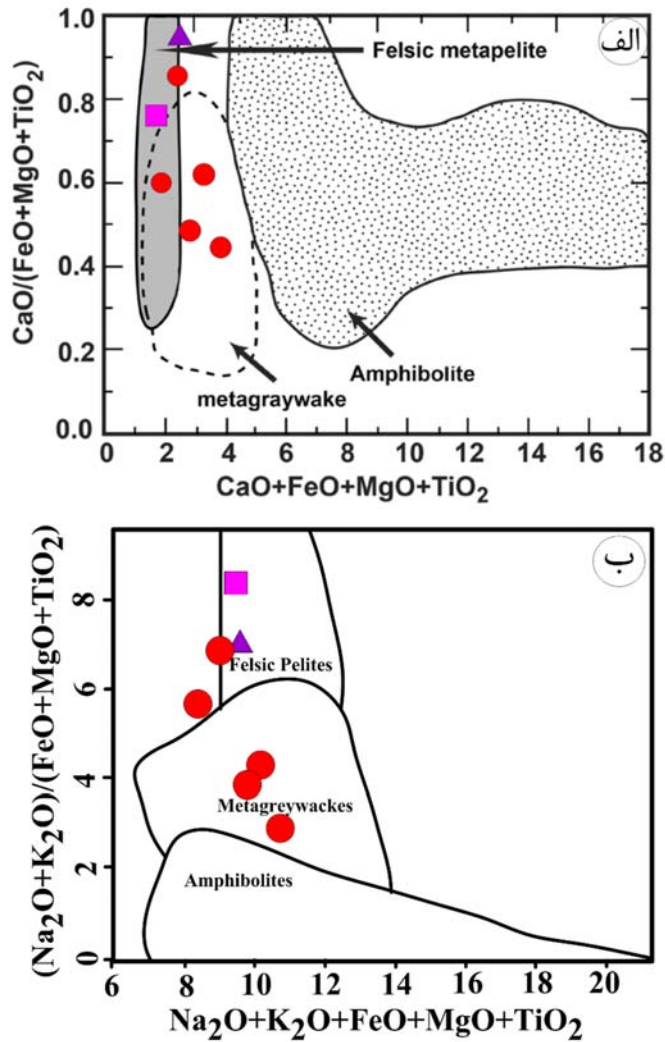 الف
Felsic metapelite
Amphibolite
metagraywake
CaO/(FeO+MgO+TiO₂)
1.0
0.8
0.6
0.4
0.2
0.0
0 2 4 6 8 10 12 14 16 18
CaO+FeO+MgO+TiO₂
ب
Felsic Pelites
Metagreywackes
Amphibolites
(Na₂O+K₂O)/(FeO+MgO+TiO₂)
8
6
4
2
0
6 8 10 12 14 16 18 20
Na₂O+K₂O+FeO+MgO+TiO₂